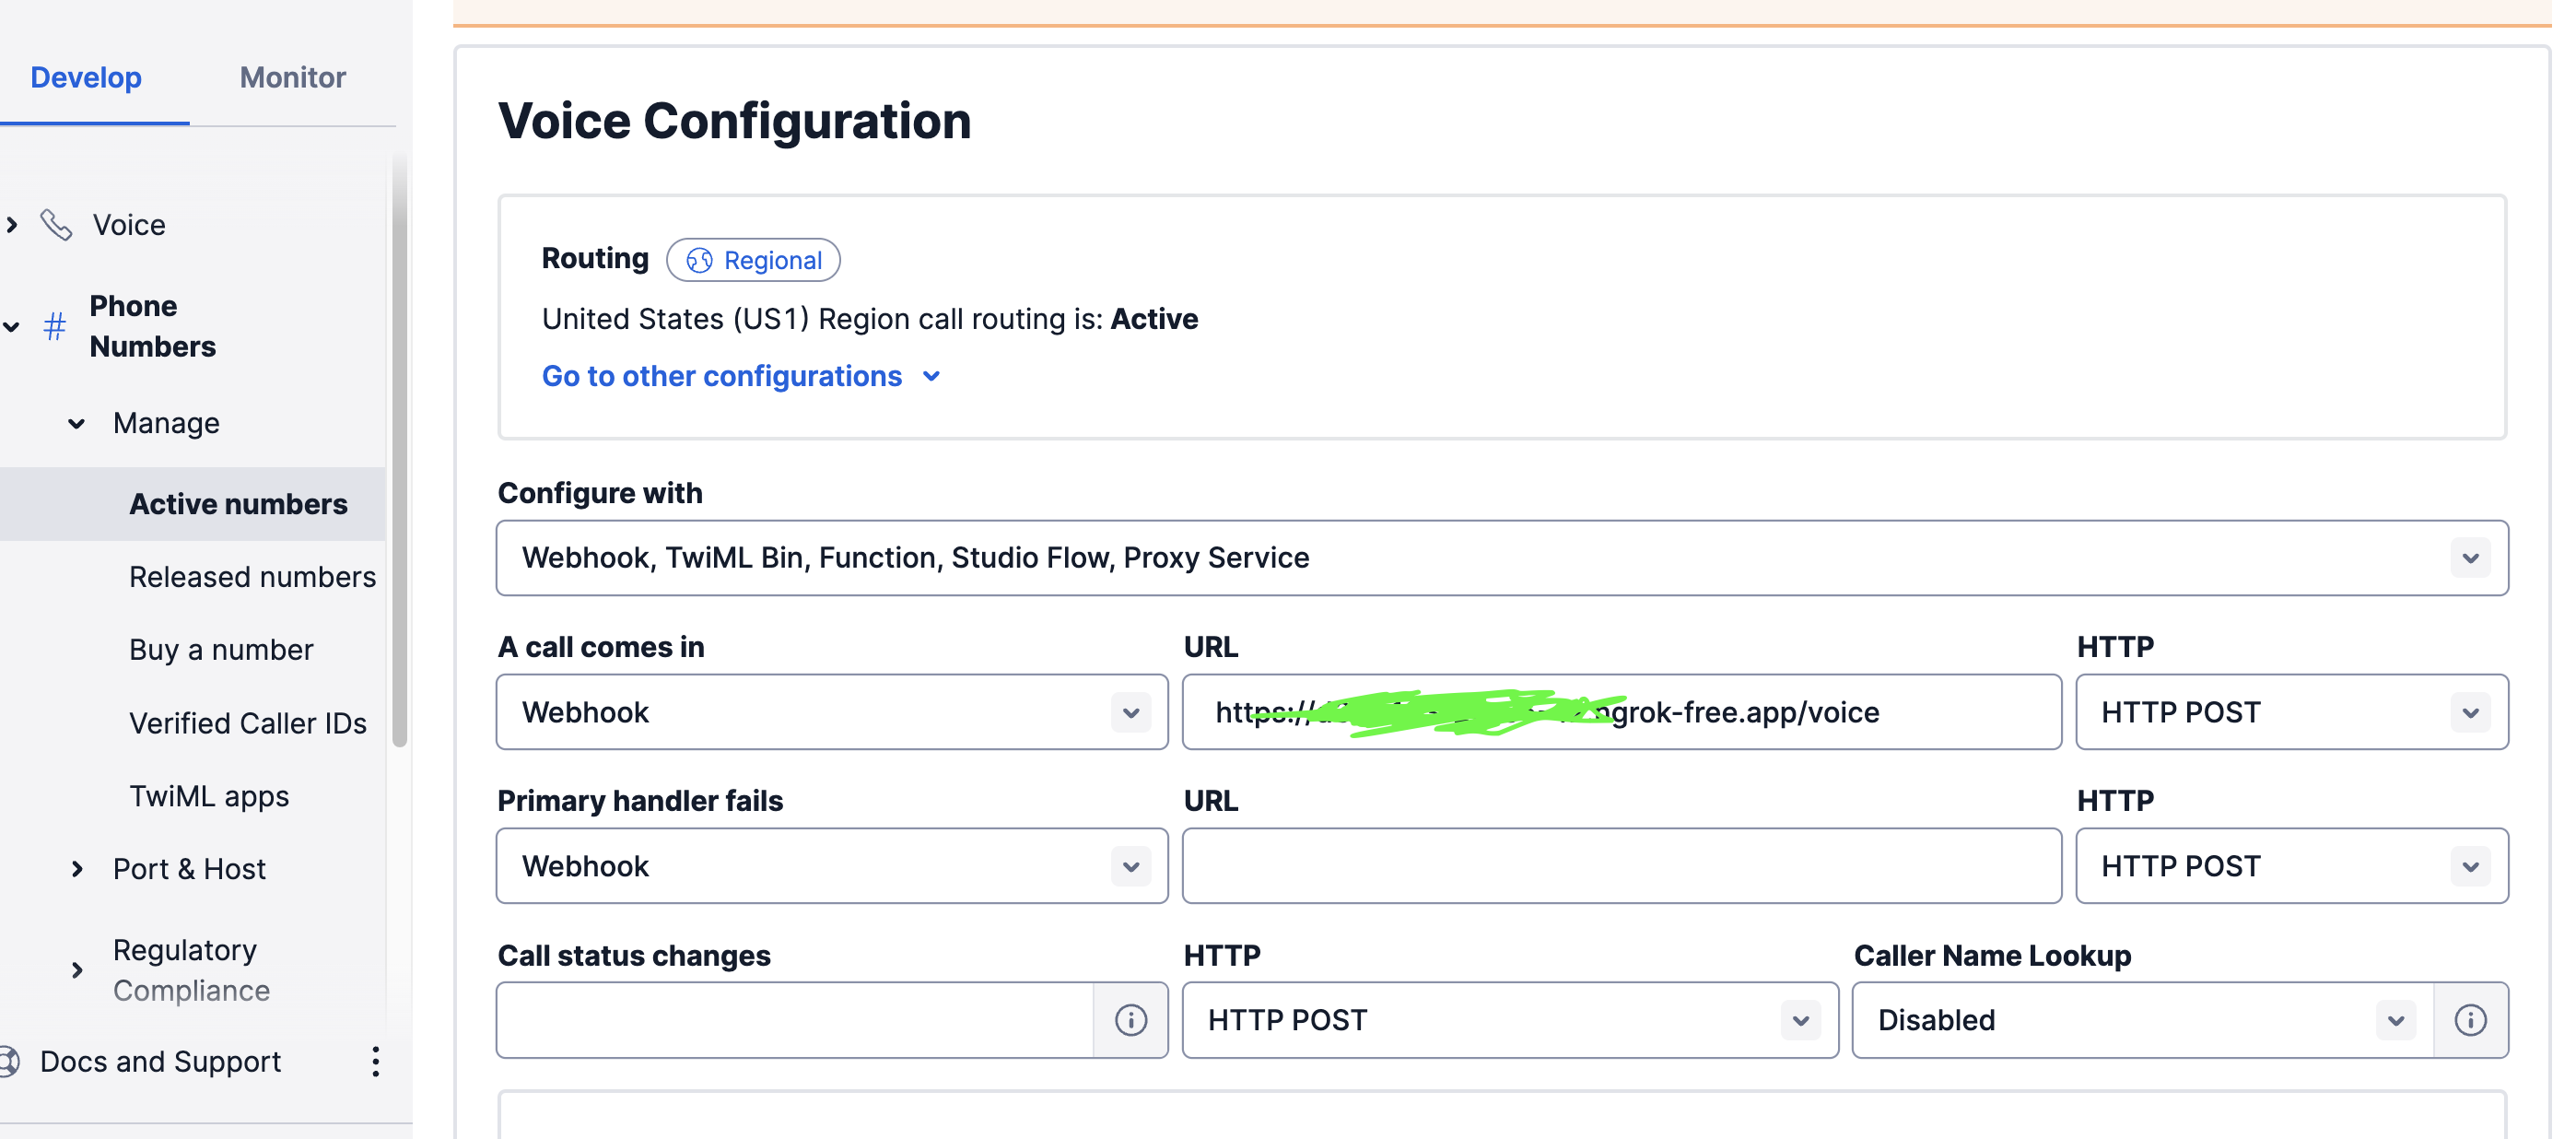 Develop
Monitor
Voice
Phone
Numbers
Manage
Active numbers
Released numbers
Buy a number
Verified Caller IDs
TwiML apps
Port & Host
Regulatory
Compliance
Docs and Support
Voice Configuration
Routing
Regional
United States (US1) Region call routing is: Active
Go to other configurations
Configure with
Webhook, TwiML Bin, Function, Studio Flow, Proxy Service
A call comes in
URL
HTTP
Webhook
https:// ngrok-free.app/voice
HTTP POST
Primary handler fails
URL
HTTP
Webhook
HTTP POST
Call status changes
HTTP
Caller Name Lookup
HTTP POST
Disabled